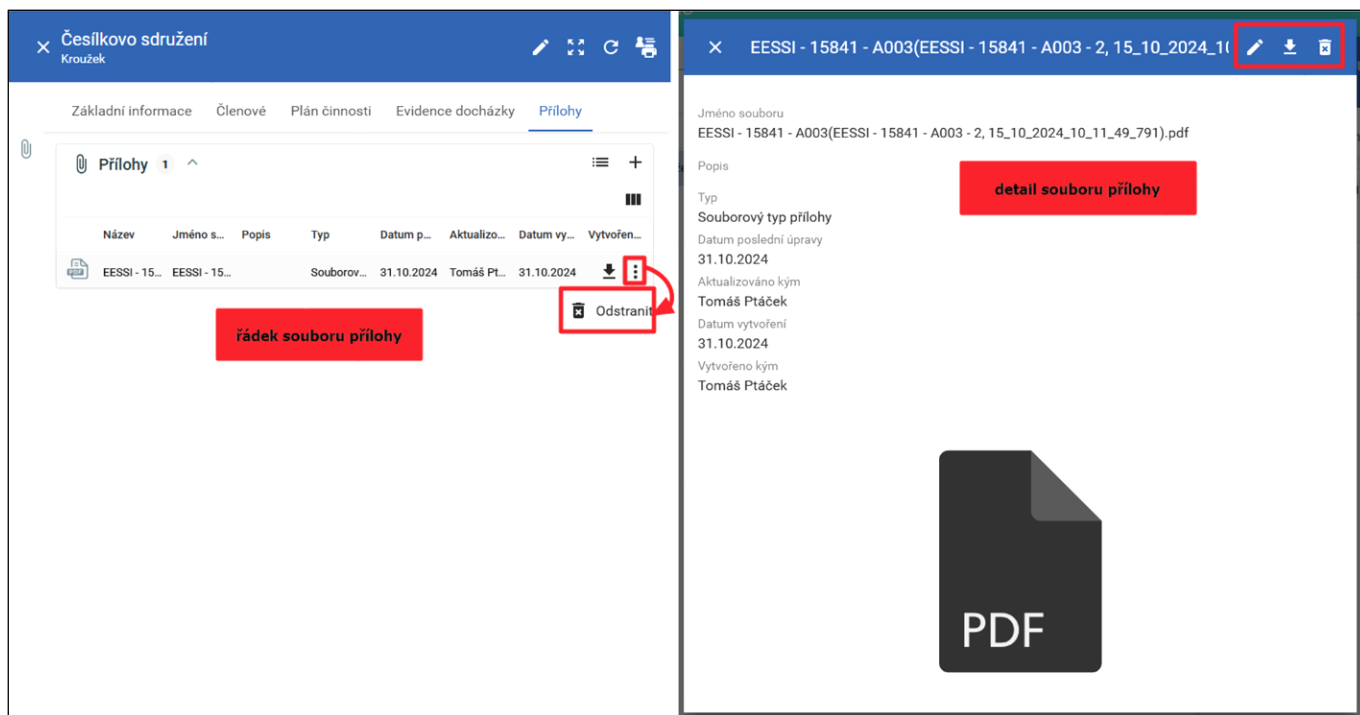 Česílkovo sdružení
Kroužek
Základní informace Členové Plán činnosti Evidence docházky Přílohy
Přílohy 1
Název Jméno s... Popis Typ Datum p... Aktualizo... Datum vy... Vytvořen...
PDF EESSI - 15... EESSI - 15... Souborov... 31.10.2024 Tomáš Pt... 31.10.2024
Odstranit
řádek souboru přílohy
EESSI - 15841 - A003(EESSI - 15841 - A003 - 2, 15_10_2024_1(
Jméno souboru
EESSI - 15841 - A003(EESSI - 15841 - A003 - 2, 15_10_2024_10_11_49_791).pdf
Popis
detail souboru přílohy
Typ
Souborový typ přílohy
Datum poslední úpravy
31.10.2024
Aktualizováno kým
Tomáš Ptáček
Datum vytvoření
31.10.2024
Vytvořeno kým
Tomáš Ptáček
PDF